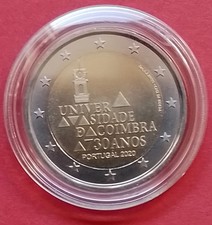 UNIVER
SIDADE
DE COIMBRA
730 ANOS
PORTUGAL 2020